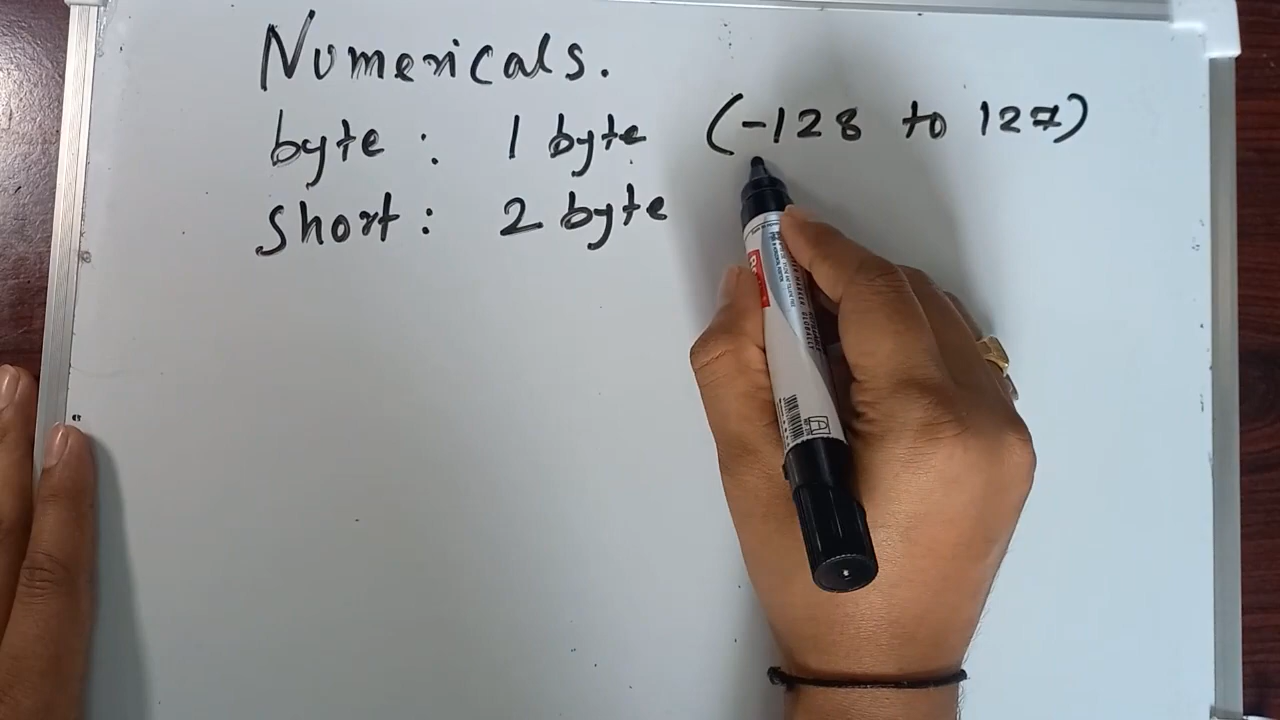 Numericals.
byte : 1 byte (-128 to 127)
short : 2 byte